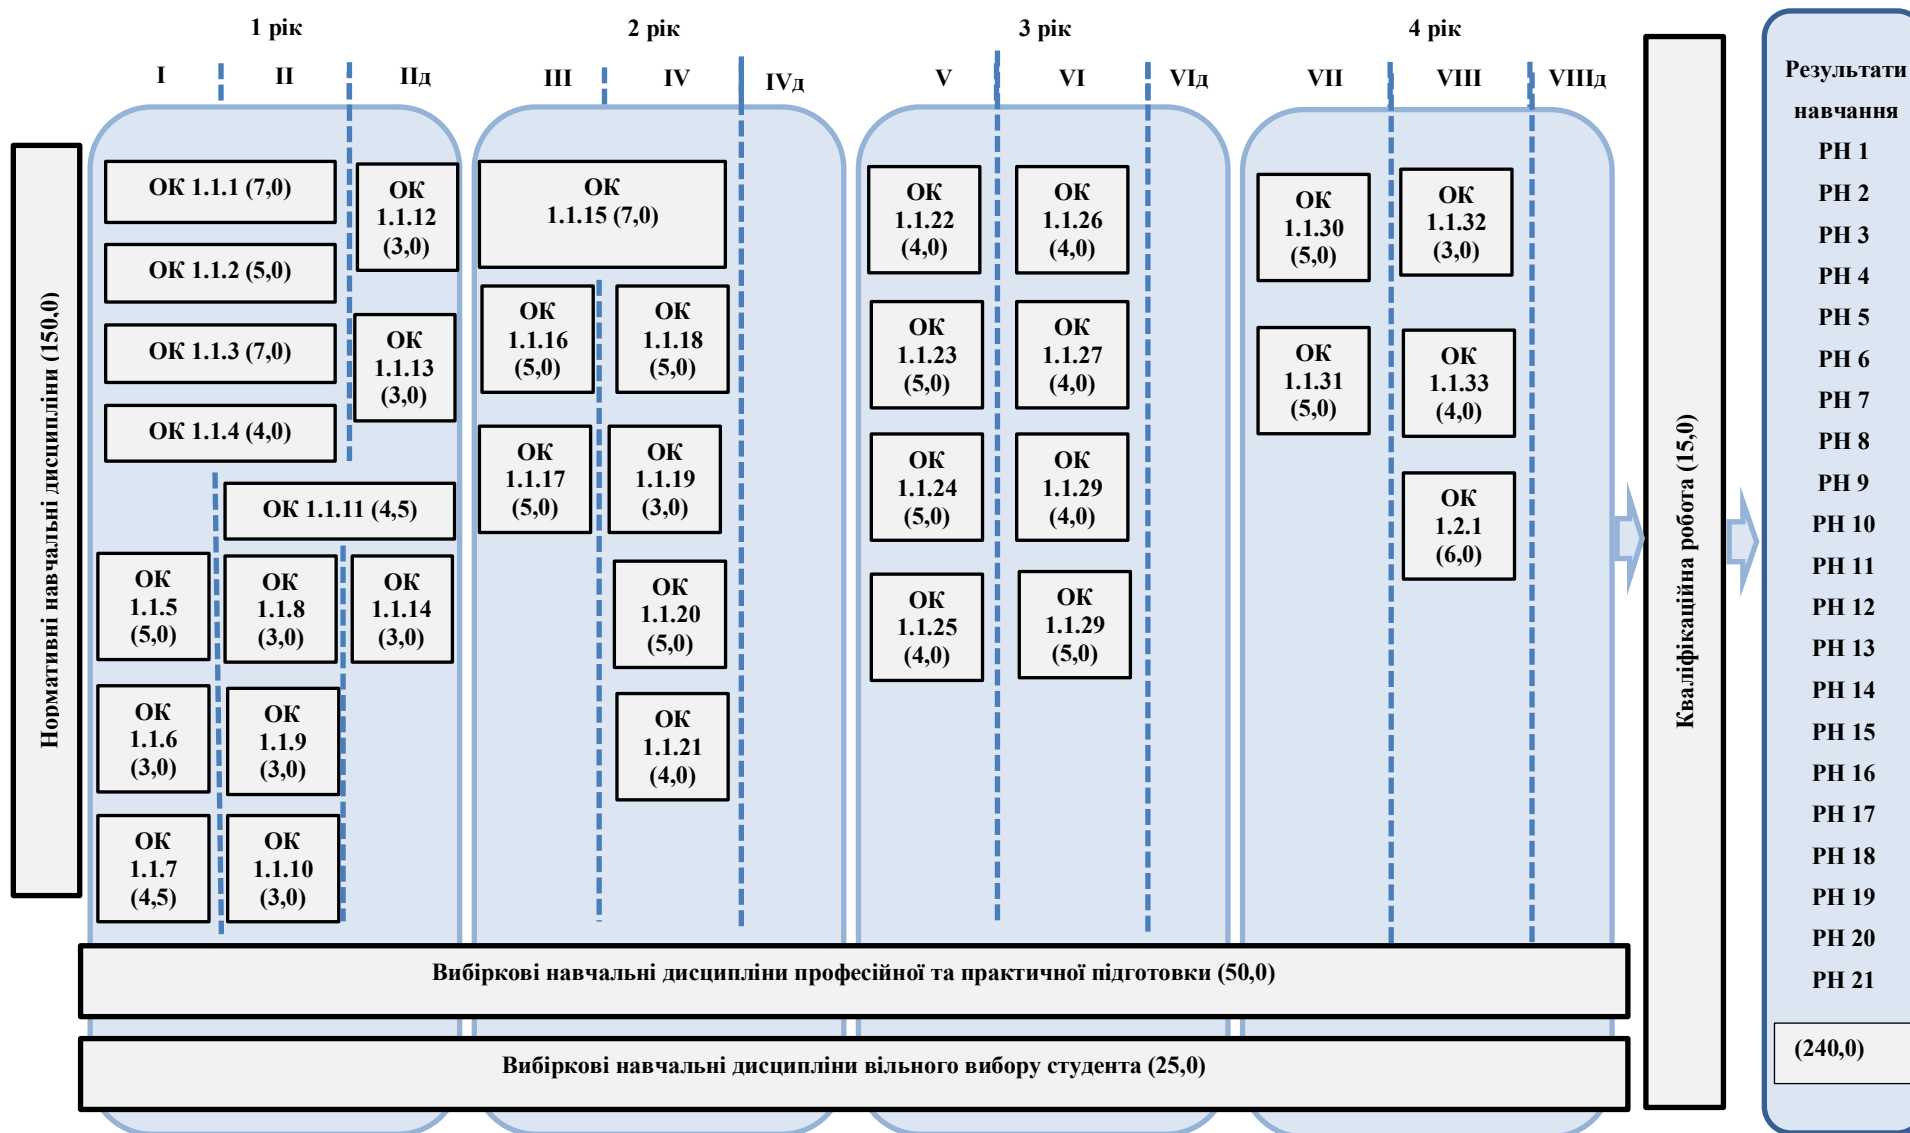 1 рік
2 рік
3 рік
4 рік
I
II
IIд
III
IV
IVд
V
VI
VIд
VII
VIII
VIIIд
Нормативні навчальні дисципліни (150,0)
ОК 1.1.1 (7,0)
ОК 1.1.2 (5,0)
ОК 1.1.3 (7,0)
ОК 1.1.4 (4,0)
ОК
1.1.12
(3,0)
ОК
1.1.13
(3,0)
ОК 1.1.11 (4,5)
ОК
1.1.5
(5,0)
ОК
1.1.8
(3,0)
ОК
1.1.14
(3,0)
ОК
1.1.6
(3,0)
ОК
1.1.9
(3,0)
ОК
1.1.7
(4,5)
ОК
1.1.10
(3,0)
ОК
1.1.15 (7,0)
ОК
1.1.16
(5,0)
ОК
1.1.18
(5,0)
ОК
1.1.17
(5,0)
ОК
1.1.19
(3,0)
ОК
1.1.20
(5,0)
ОК
1.1.21
(4,0)
ОК
1.1.22
(4,0)
ОК
1.1.26
(4,0)
ОК
1.1.23
(5,0)
ОК
1.1.27
(4,0)
ОК
1.1.24
(5,0)
ОК
1.1.29
(4,0)
ОК
1.1.25
(4,0)
ОК
1.1.29
(5,0)
ОК
1.1.30
(5,0)
ОК
1.1.32
(3,0)
ОК
1.1.31
(5,0)
ОК
1.1.33
(4,0)
ОК
1.2.1
(6,0)
Вибіркові навчальні дисципліни професійної та практичної підготовки (50,0)
Вибіркові навчальні дисципліни вільного вибору студента (25,0)
Кваліфікаційна робота (15,0)
Результати
навчання
РН 1
РН 2
РН 3
РН 4
РН 5
РН 6
РН 7
РН 8
РН 9
РН 10
РН 11
РН 12
РН 13
РН 14
РН 15
РН 16
РН 17
РН 18
РН 19
РН 20
РН 21
(240,0)